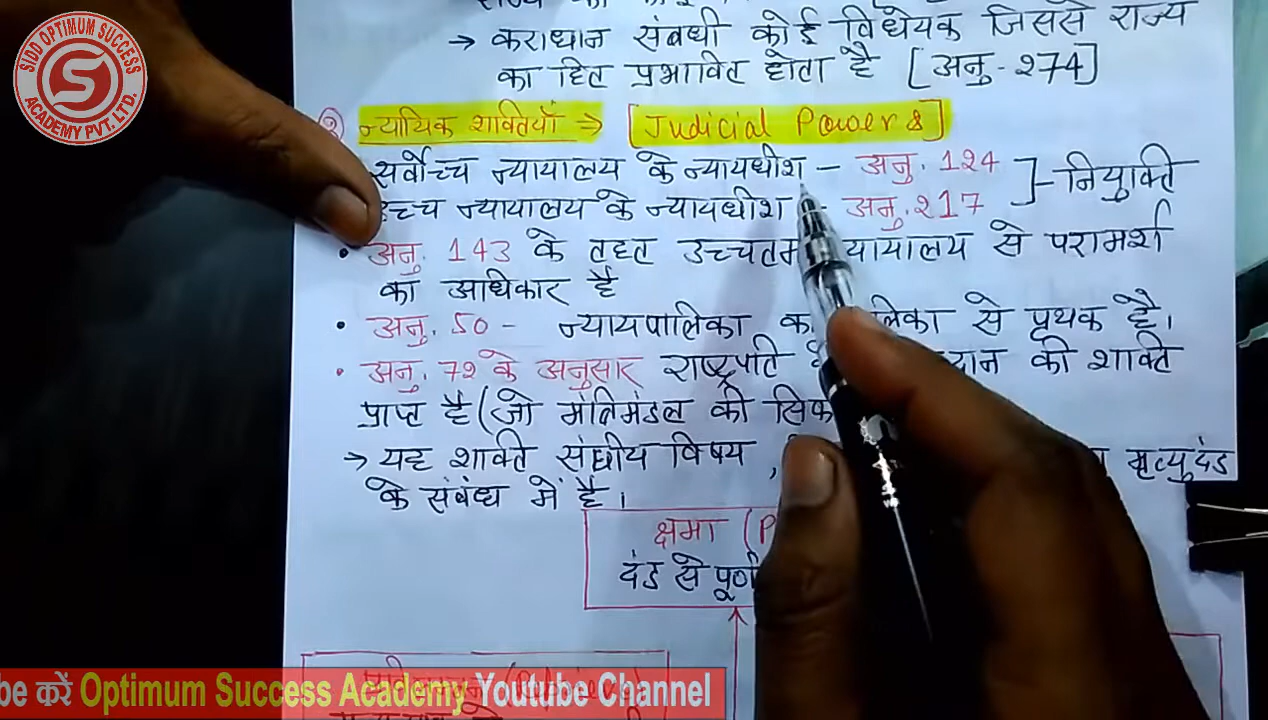 → कराधान संबधी कोई विधेयक जिससे राज्य
का हित प्रभावित होता है [अनु-274]
② न्यायिक शक्तियाँ ⇒ [Judicial Powers]
सर्वोच्च न्यायालय के न्यायधीश - अनु. 124
उच्च न्यायालय के न्यायधीश - अनु. 217 ]-नियुक्ति
• अनु. 143 के तहत उच्चतम न्यायालय से परामर्श
का अधिकार है
• अनु. 50 - न्यायपालिका से पृथक है।
• अनु. 72 के अनुसार राष्ट्रपति की शक्ति
प्राप्त है (जो मंत्रिमंडल की
→ यह शक्ति संघीय विषय, मृत्युदंड
के संबंध में है।
क्षमा (P
दंड से पूर्ण
SIDD OPTIMUM SUCCESS
ACADEMY PVT. LTD.
S
be करें Optimum Success Academy Youtube Channel